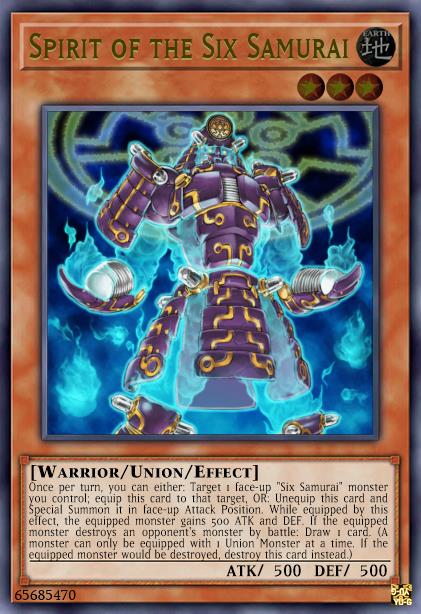 Spirit of the Six Samurai
EARTH
地
[Warrior/Union/Effect]
Once per turn, you can either: Target 1 face-up "Six Samurai" monster
you control; equip this card to that target, OR: Unequip this card and
Special Summon it in face-up Attack Position. While equipped by this
effect, the equipped monster gains 500 ATK and DEF. If the equipped
monster destroys an opponent's monster by battle: Draw 1 card. (A
monster can only be equipped with 1 Union Monster at a time. If the
equipped monster would be destroyed, destroy this card instead.)
ATK/ 500 DEF/ 500
65685470